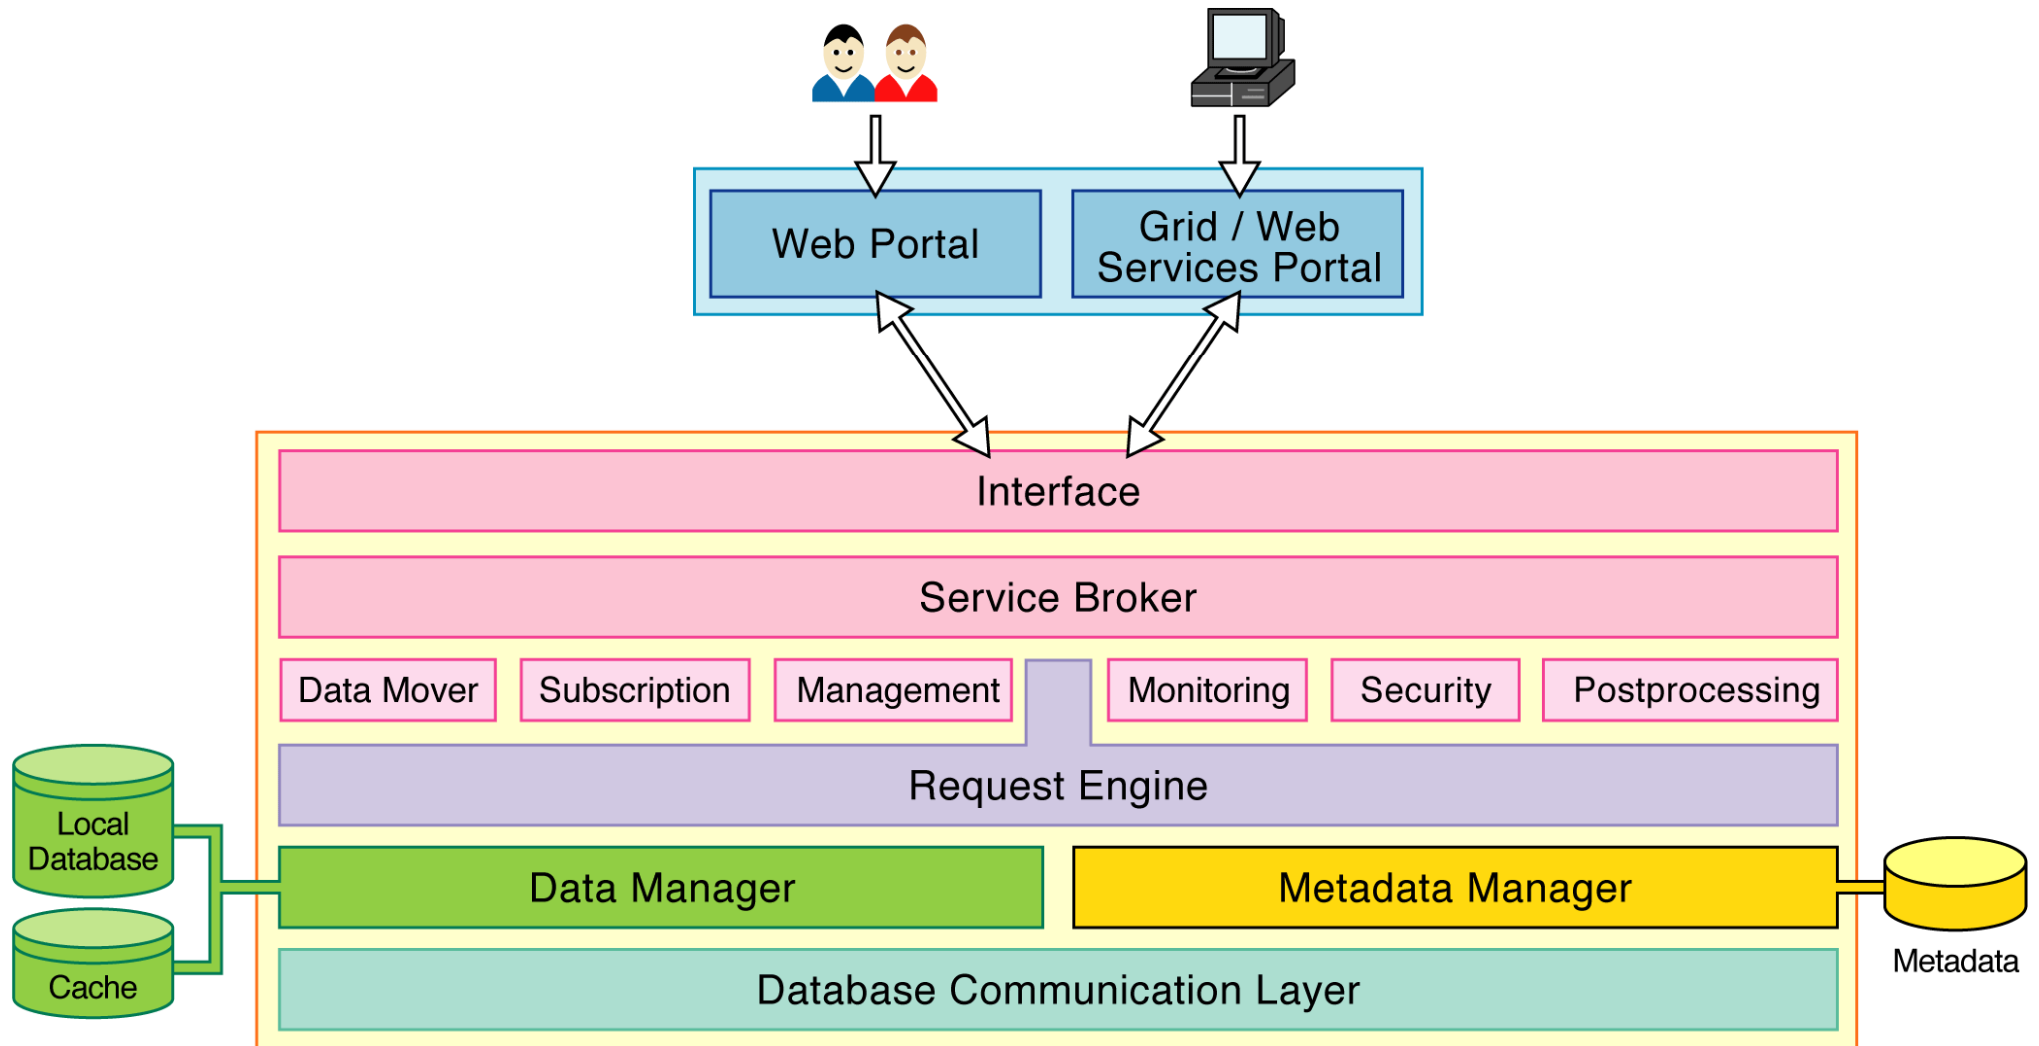 Web Portal
Grid / Web
Services Portal
Interface
Service Broker
Data Mover
Subscription
Management
Monitoring
Security
Postprocessing
Request Engine
Local
Database
Data Manager
Metadata Manager
Metadata
Cache
Database Communication Layer